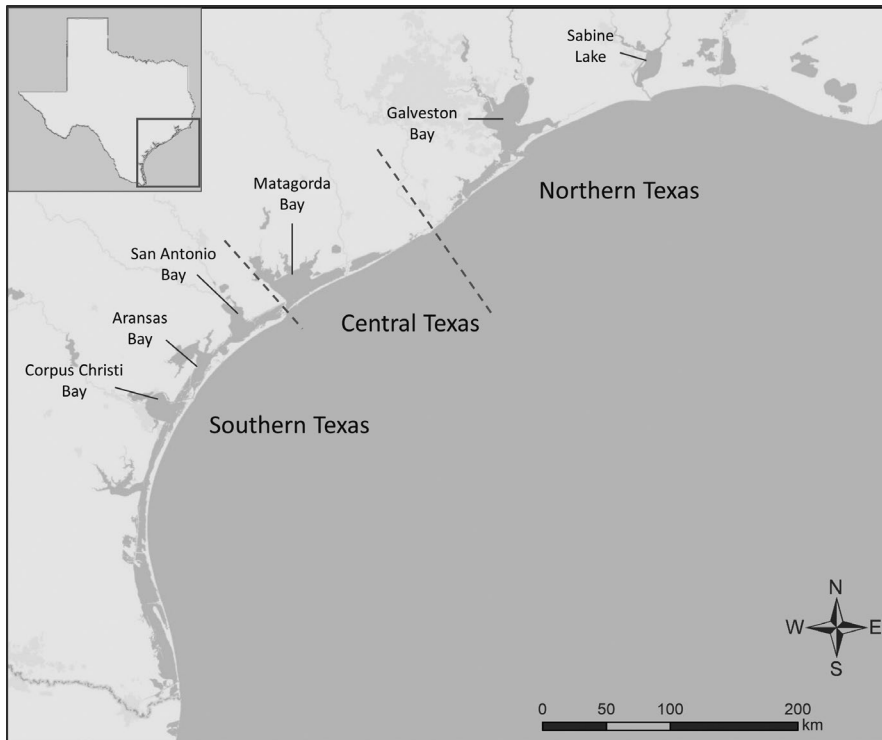 Sabine
Lake
Galveston
Bay
Northern Texas
Matagorda
Bay
San Antonio
Bay
Central Texas
Aransas
Bay
Corpus Christi
Bay
Southern Texas
N
W E
S
0 50 100 200
km